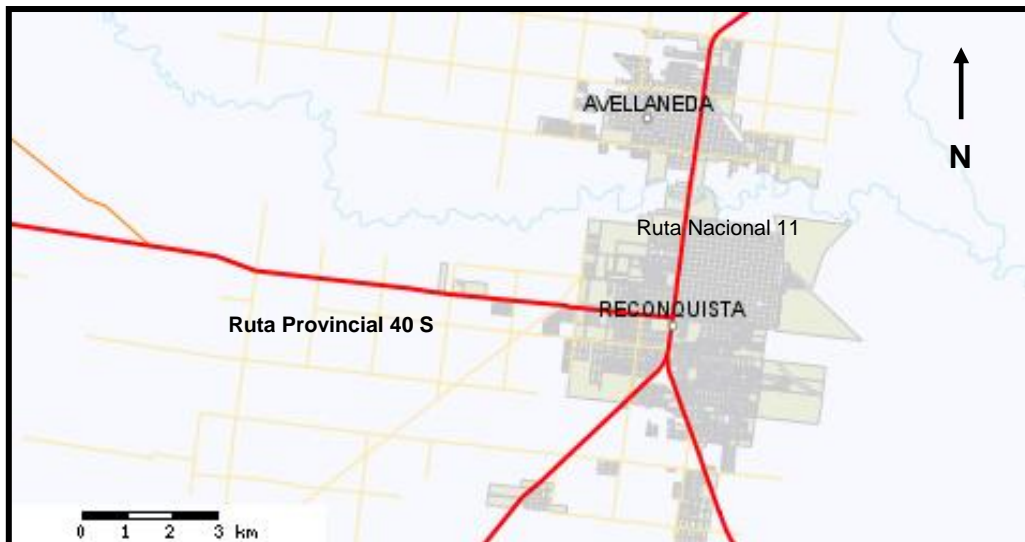 AVELLANEDA
N
Ruta Nacional 11
RECONQUISTA
Ruta Provincial 40 S
0 1 2 3 km